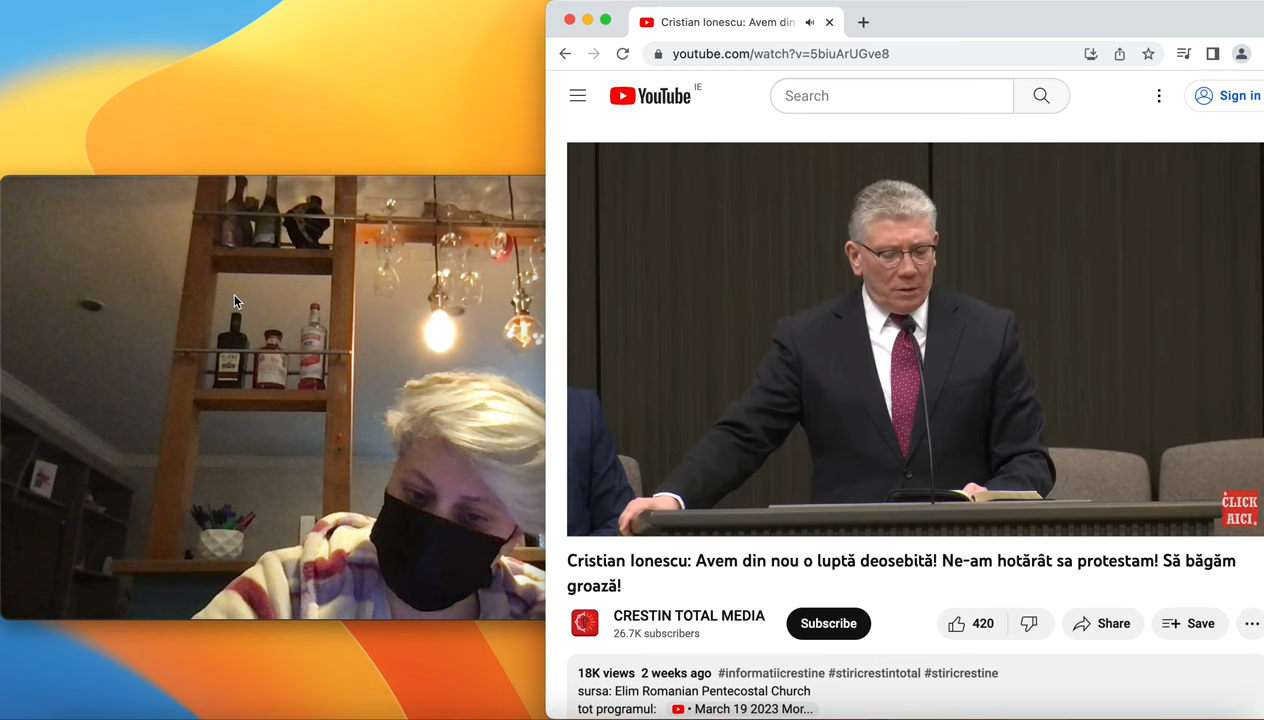 Cristian Ionescu: Avem din
youtube.com/watch?v=5biuArUGve8
YouTube IE
Search
Sign in
CLICK
AICI.
Cristian Ionescu: Avem din nou o luptă deosebită! Ne-am hotărât sa protestam! Să băgăm
groază!
CRESTIN TOTAL MEDIA
26.7K subscribers
Subscribe
420
Share
Save
18K views 2 weeks ago #informatiicrestine #stiricrestintotal #stiricrestine
sursa: Elim Romanian Pentecostal Church
tot programul: • March 19 2023 Mor...